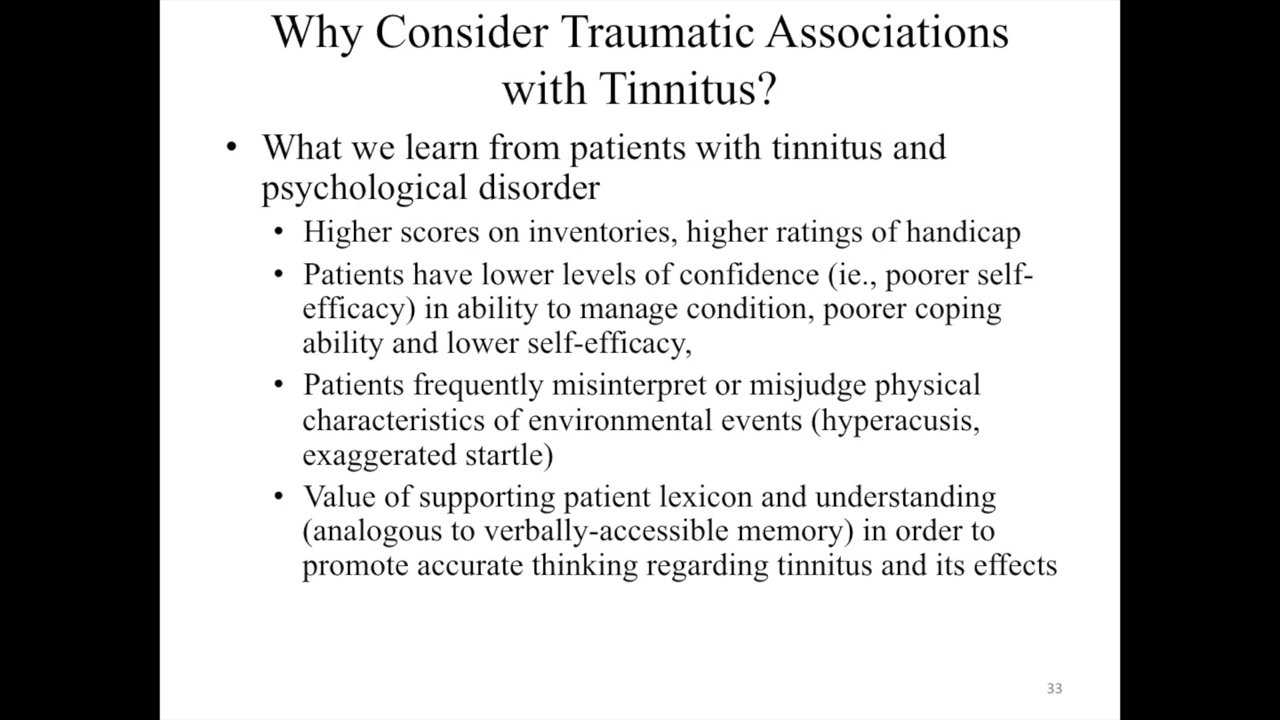 Why Consider Traumatic Associations
with Tinnitus?
• What we learn from patients with tinnitus and
psychological disorder
• Higher scores on inventories, higher ratings of handicap
• Patients have lower levels of confidence (ie., poorer self-
efficacy) in ability to manage condition, poorer coping
ability and lower self-efficacy,
• Patients frequently misinterpret or misjudge physical
characteristics of environmental events (hyperacusis,
exaggerated startle)
• Value of supporting patient lexicon and understanding
(analogous to verbally-accessible memory) in order to
promote accurate thinking regarding tinnitus and its effects
33